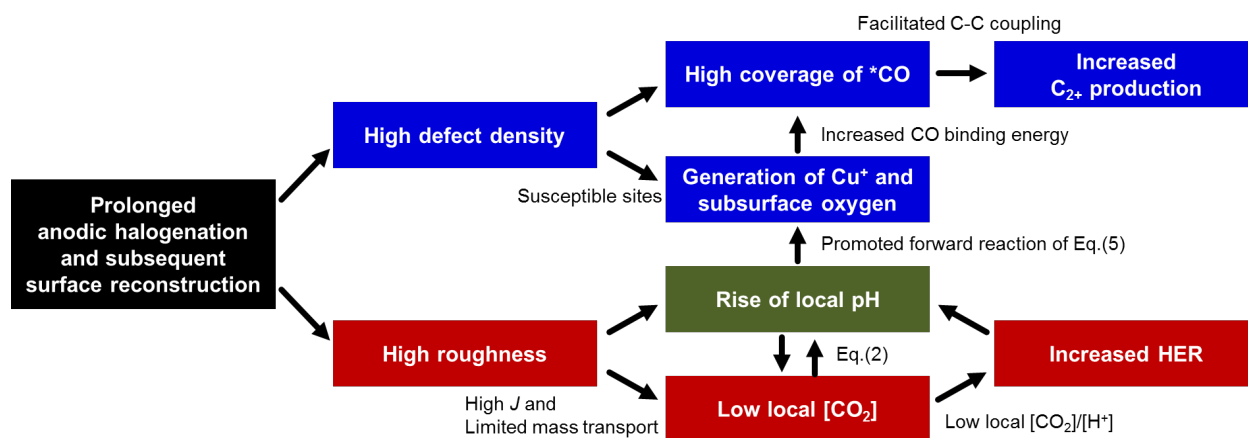 Facilitated C-C coupling
High coverage of *CO
Increased
C₂₊ production
High defect density
Increased CO binding energy
Susceptible sites
Generation of Cu⁺ and
subsurface oxygen
Prolonged
anodic halogenation
and subsequent
surface reconstruction
Promoted forward reaction of Eq.(5)
Rise of local pH
High roughness
Eq.(2)
Increased HER
High J and
Limited mass transport
Low local [CO₂]
Low local [CO₂]/[H⁺]